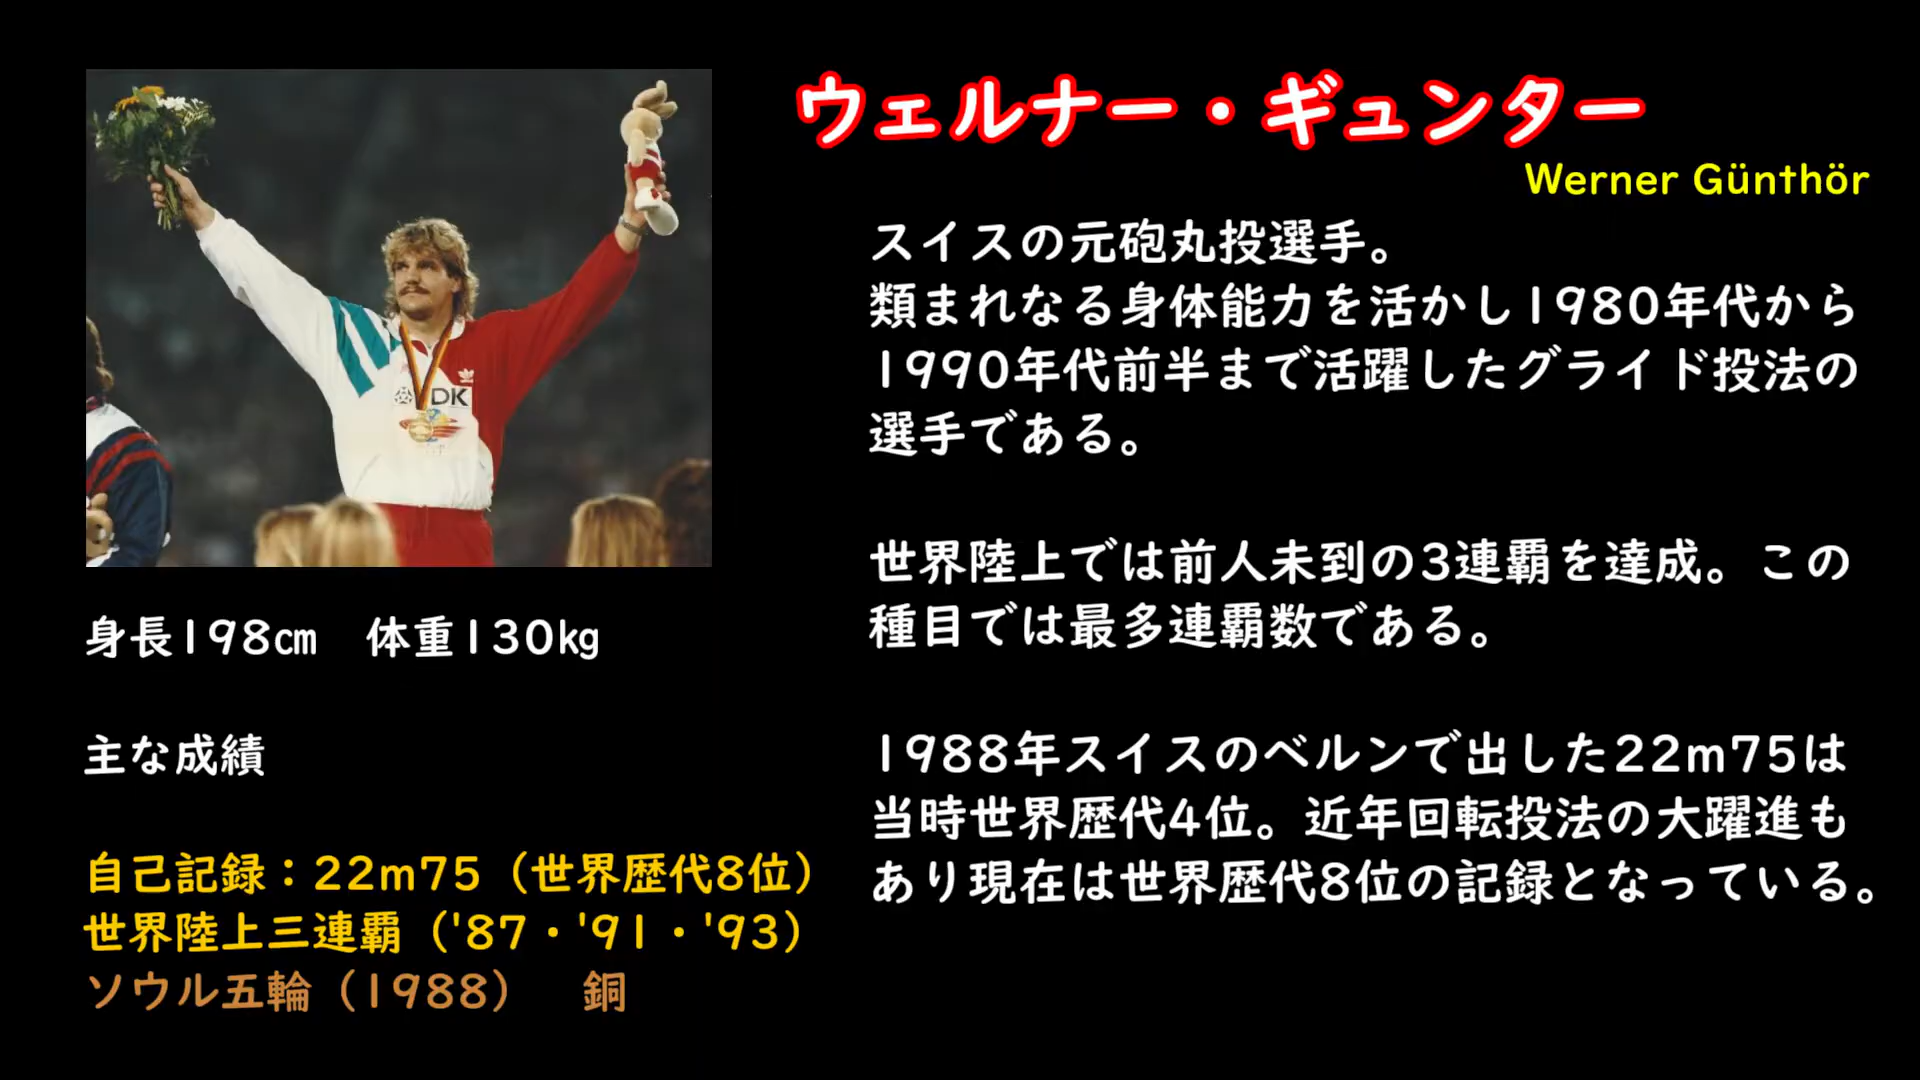 ウェルナー・ギュンター
Werner Günthör
スイスの元砲丸投選手。
類まれなる身体能力を活かし1980年代から
1990年代前半まで活躍したグライド投法の
選手である。
世界陸上では前人未到の3連覇を達成。この
種目では最多連覇数である。
1988年スイスのベルンで出した22m75は
当時世界歴代4位。近年回転投法の大躍進も
あり現在は世界歴代8位の記録となっている。
DK
身長198㎝　体重130㎏
主な成績
自己記録：22m75（世界歴代8位）
世界陸上三連覇（'87・'91・'93）
ソウル五輪（1988）　銅